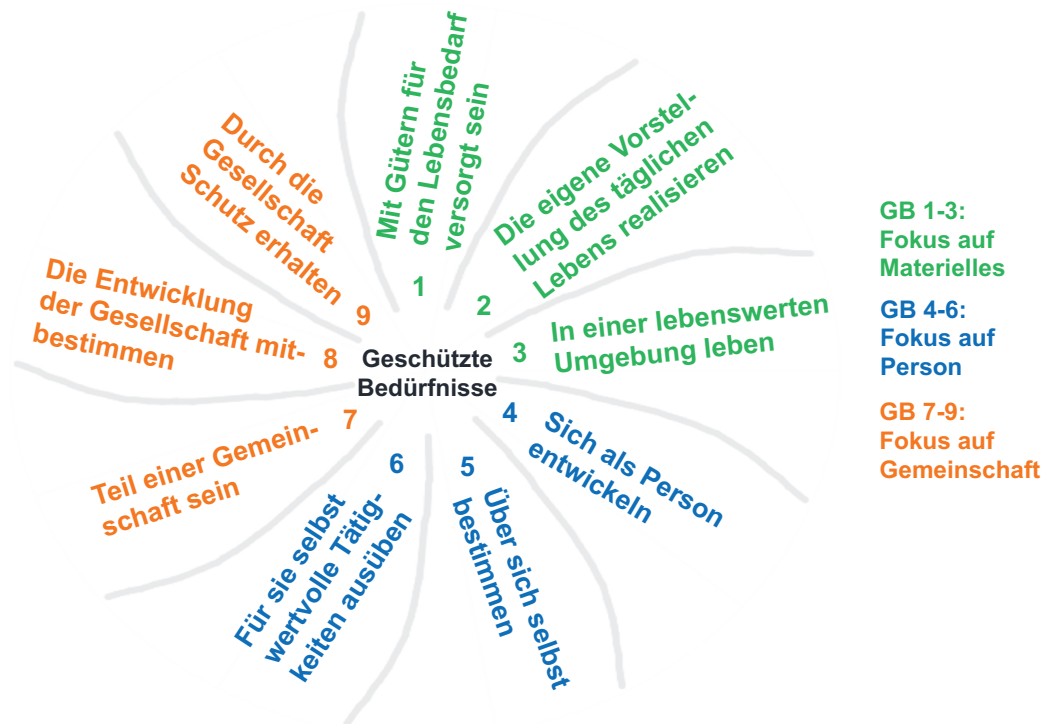 Geschützte
Bedürfnisse
1
Mit Gütern für
den Lebensbedarf
versorgt sein
2
Die eigene Vorstel-
lung des täglichen
Lebens realisieren
3
In einer lebenswerten
Umgebung leben
4
Sich als Person
entwickeln
5
Über sich selbst
bestimmen
6
Für sie selbst
wertvolle Tätig-
keiten ausüben
7
Teil einer Gemein-
schaft sein
8
Die Entwicklung
der Gesellschaft mit-
bestimmen
9
Durch die
Gesellschaft
Schutz erhalten
GB 1-3:
Fokus auf
Materielles
GB 4-6:
Fokus auf
Person
GB 7-9:
Fokus auf
Gemeinschaft